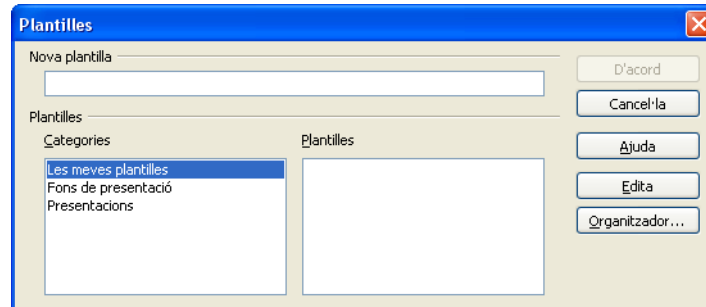 Plantilles
Nova plantilla
D'acord
Cancel·la
Plantilles
Categories
Plantilles
Ajuda
Les meves plantilles
Fons de presentació
Presentacions
Edita
Organitzador...